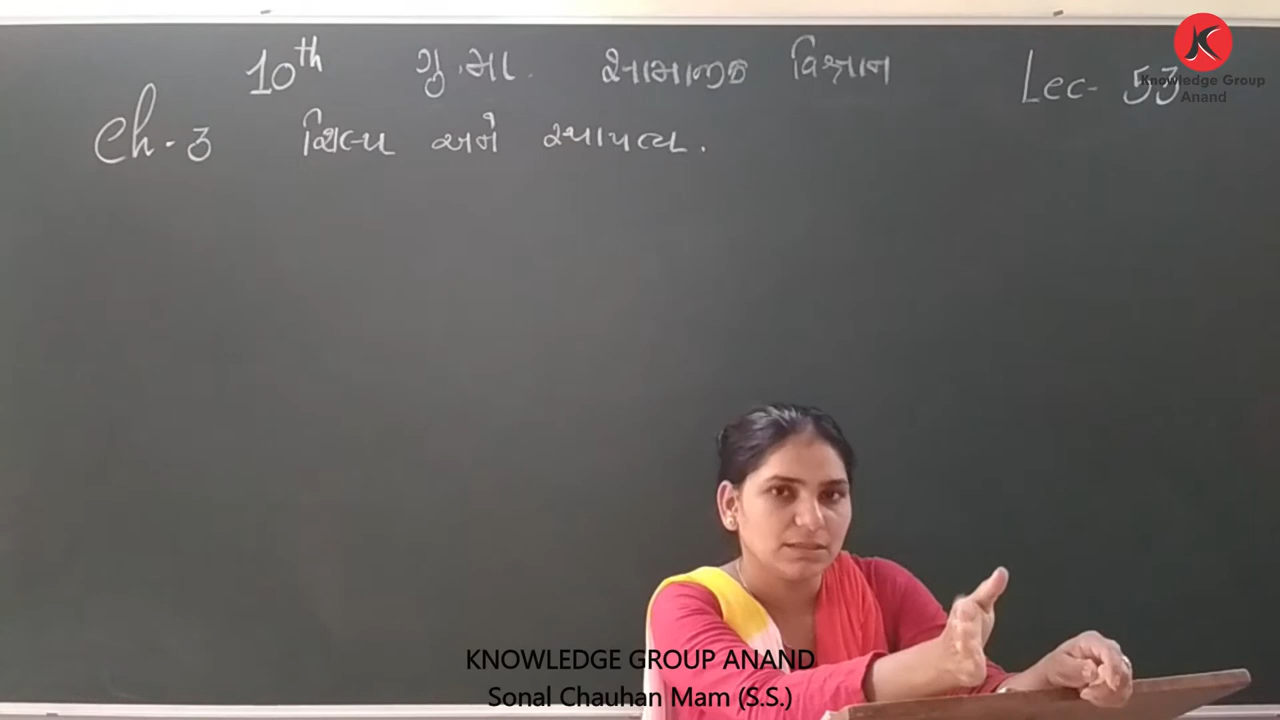 10th ગુ.મા. સામાજીક વિજ્ઞાન Lec- 53
Knowledge Group
Anand
Ch-3 શિલ્પ અને સ્થાપત્ય.
KNOWLEDGE GROUP ANAND
Sonal Chauhan Mam (S.S.)